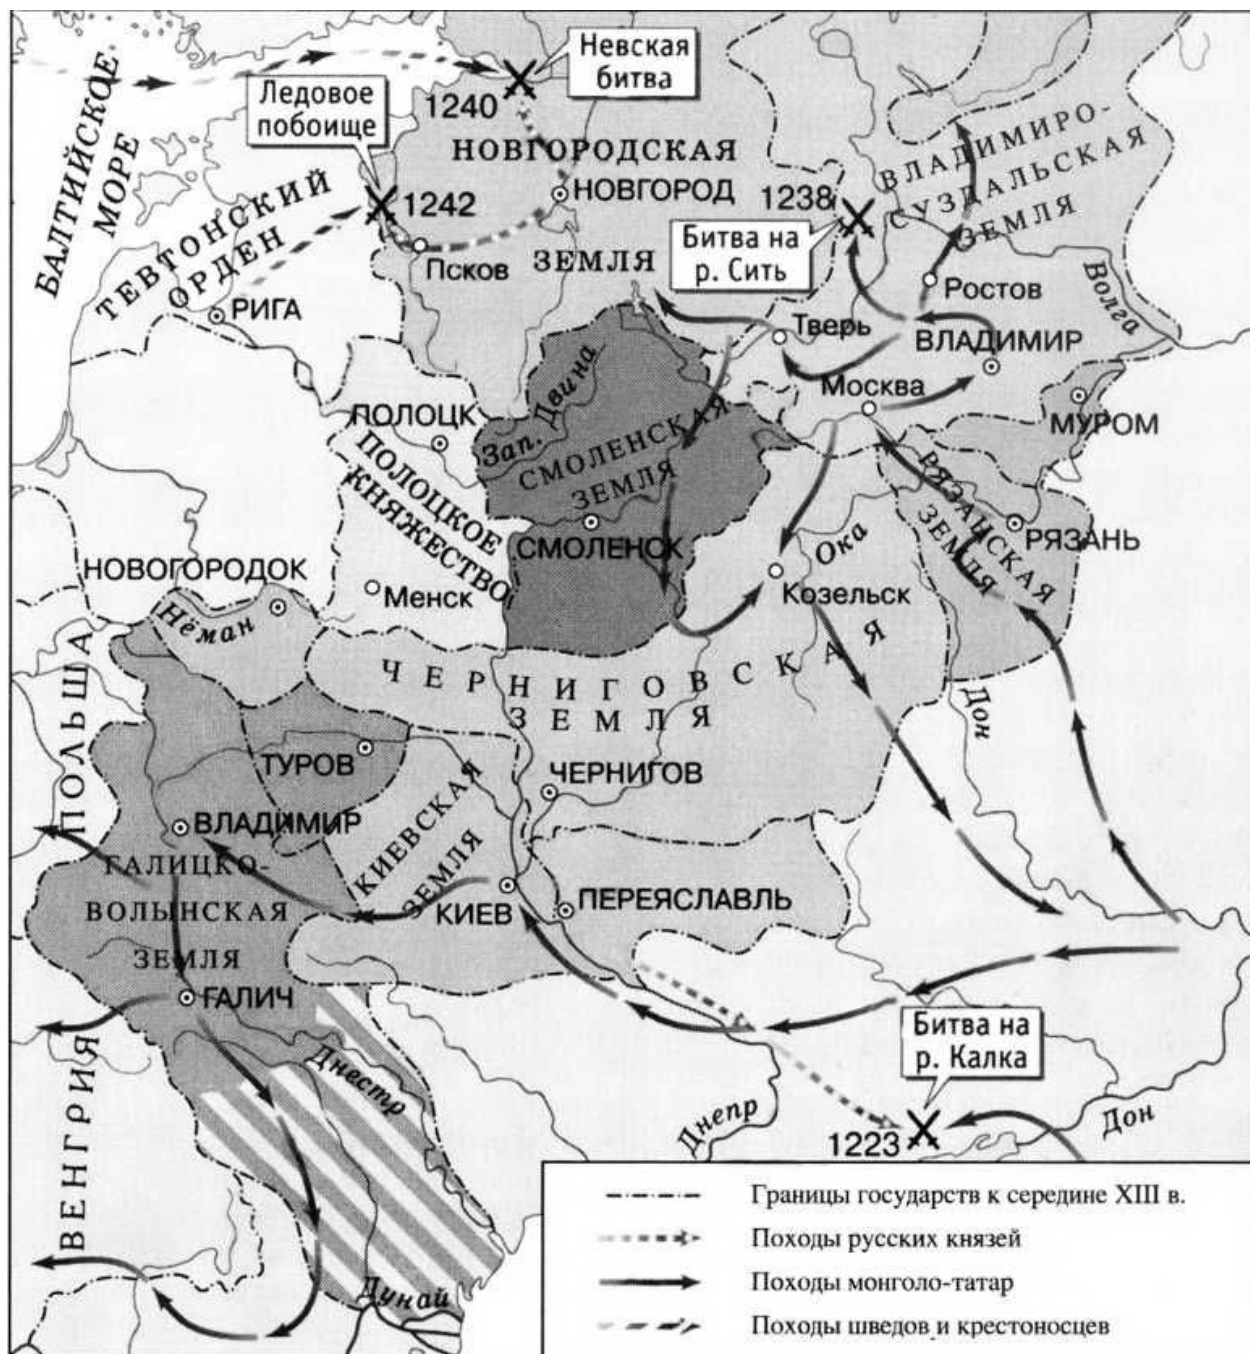 Невская
битва
1240
Ледовое
побоище
1242
БАЛТИЙСКОЕ
МОРЕ
ТЕВТОНСКИЙ
ОРДЕН
РИГА
НОВГОРОДСКАЯ
НОВГОРОД
ЗЕМЛЯ
Псков
1238
Битва на
р. Сить
ВЛАДИМИРО-
СУЗДАЛЬСКАЯ
ЗЕМЛЯ
Ростов
Волга
Тверь
ВЛАДИМИР
Москва
МУРОМ
ПОЛОЦК
Зап. Двина
СМОЛЕНСКАЯ
ЗЕМЛЯ
ПОЛОЦКОЕ
КНЯЖЕСТВО
СМОЛЕНСК
РЯЗАНСКАЯ
ЗЕМЛЯ
РЯЗАНЬ
Ока
Козельск
НОВОГОРОДОК
Менск
Нёман
ЧЕРНИГОВСКАЯ
ЗЕМЛЯ
Дон
ПОЛЬША
ТУРОВ
ЧЕРНИГОВ
ВЛАДИМИР
КИЕВСКАЯ
ЗЕМЛЯ
ГАЛИЦКО-
ВОЛЫНСКАЯ
ЗЕМЛЯ
КИЕВ
ПЕРЕЯСЛАВЛЬ
ГАЛИЧ
Битва на
р. Калка
ВЕНГРИЯ
Днестр
Днепр
1223
Дон
Дунай
Границы государств к середине XIII в.
Походы русских князей
Походы монголо-татар
Походы шведов и крестоносцев